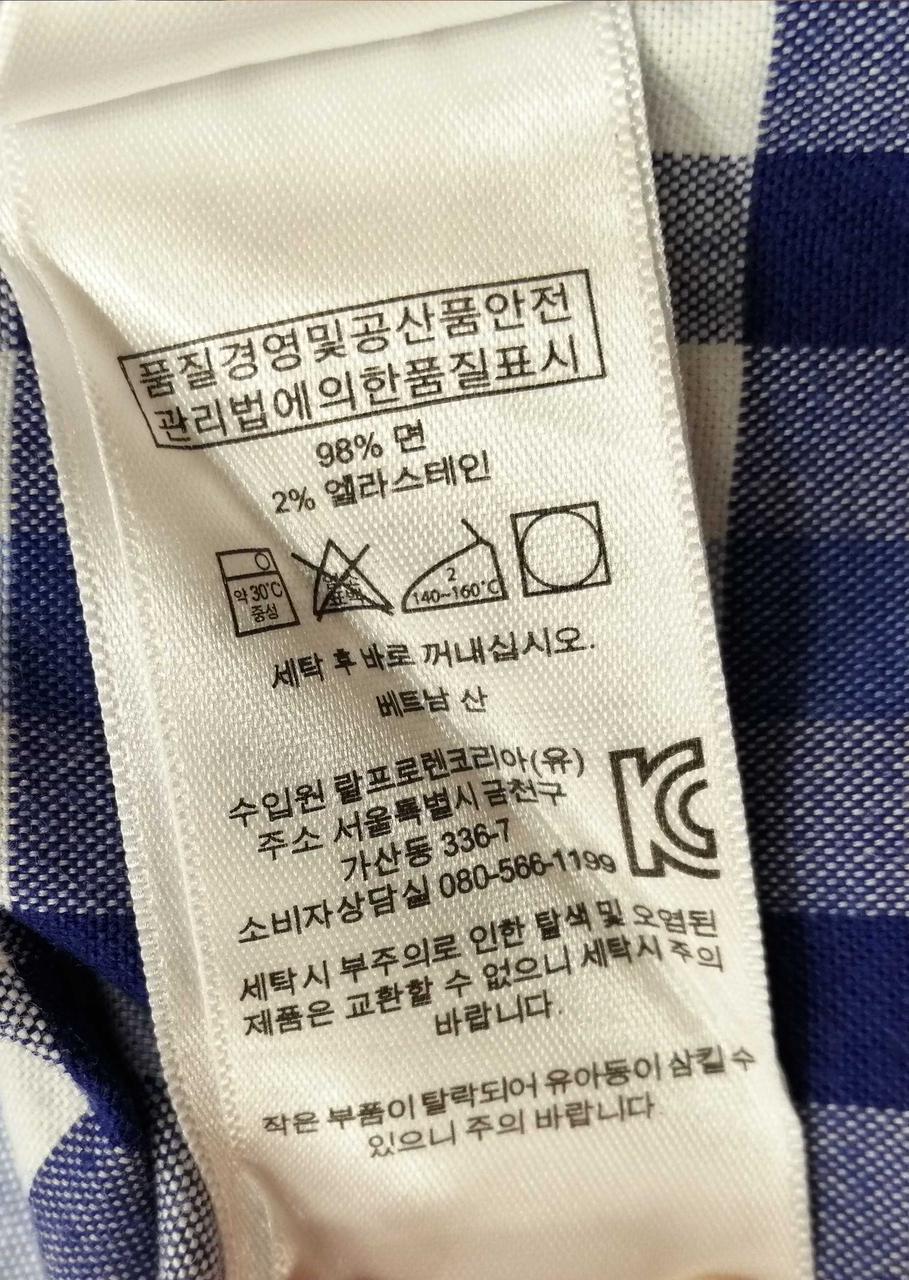 품질경영및공산품안전
관리법에의한품질표시
98% 면
2% 엘라스테인
약30°C
중성
염소
표백
2
140~160°C
세탁 후 바로 꺼내십시오.
베트남 산
수입원 랄프로렌코리아(유)
주소 서울특별시 금천구
가산동 336-7
소비자상담실 080-566-1199
KC
세탁시 부주의로 인한 탈색 및 오염된
제품은 교환할 수 없으니 세탁시 주의
바랍니다.
작은 부품이 탈락되어 유아동이 삼킬 수
있으니 주의 바랍니다.